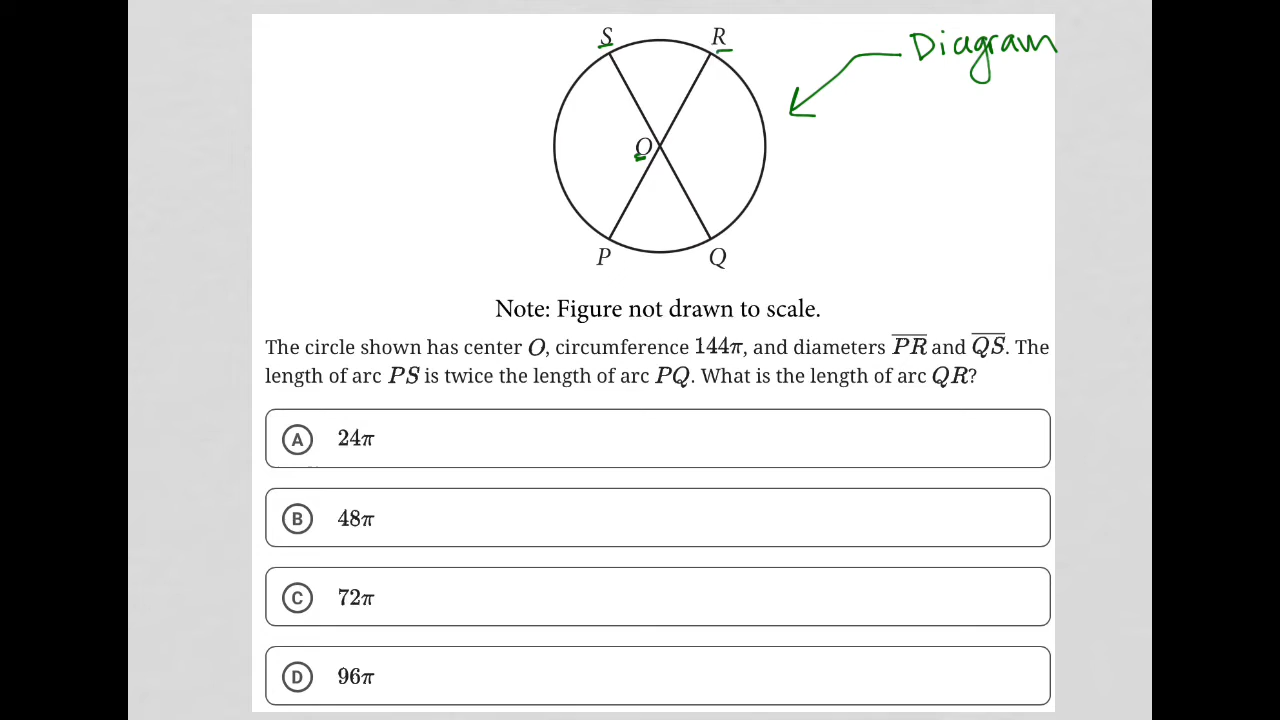 S
R
Diagram
O
P
Q
Note: Figure not drawn to scale.
The circle shown has center O, circumference 144π, and diameters P̅R̅ and Q̅S̅. The
length of arc PS is twice the length of arc PQ. What is the length of arc QR?
A 24π
B 48π
C 72π
D 96π